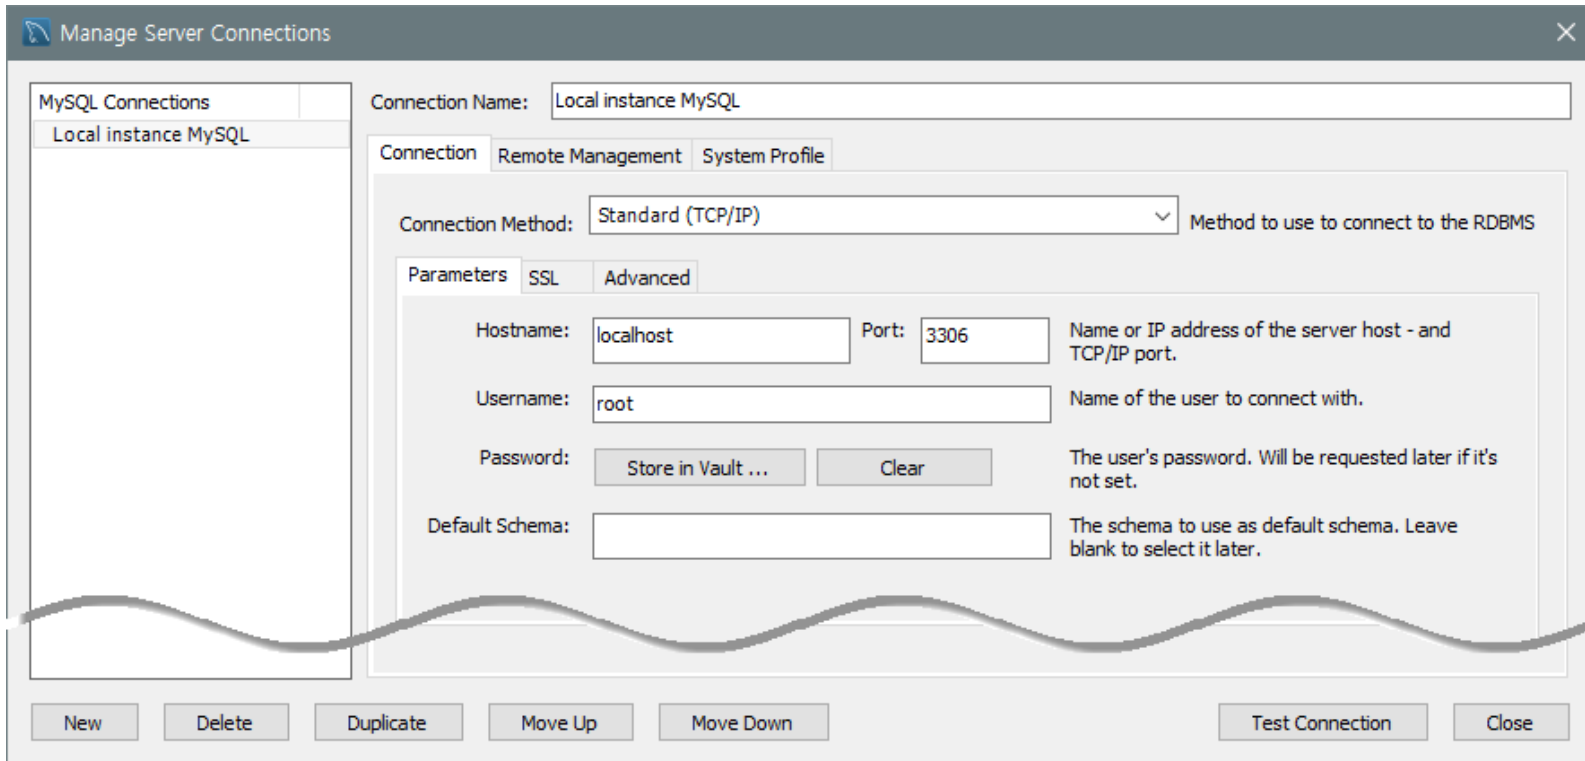 Manage Server Connections
MySQL Connections
Local instance MySQL
Connection Name: Local instance MySQL
Connection Remote Management System Profile
Connection Method: Standard (TCP/IP) Method to use to connect to the RDBMS
Parameters SSL Advanced
Hostname: localhost Port: 3306 Name or IP address of the server host - and
TCP/IP port.
Username: root Name of the user to connect with.
Password: Store in Vault ... Clear The user's password. Will be requested later if it's
not set.
Default Schema: The schema to use as default schema. Leave
blank to select it later.
New Delete Duplicate Move Up Move Down Test Connection Close